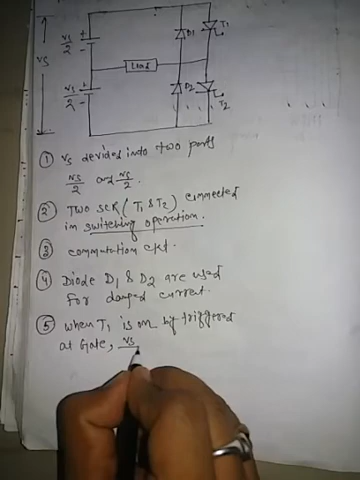 Vs
Vs/2 + -
Vs/2 + -
Load
D1
T1
D2
T2
① Vs devided into two parts
Vs/2 and Vs/2.
② Two SCR (T1 & T2) connected
in switching operation.
③ commutation ckt.
④ Diode D1 & D2 are used
for damped current.
⑤ when T1 is on by triggered
at Gate, Vs